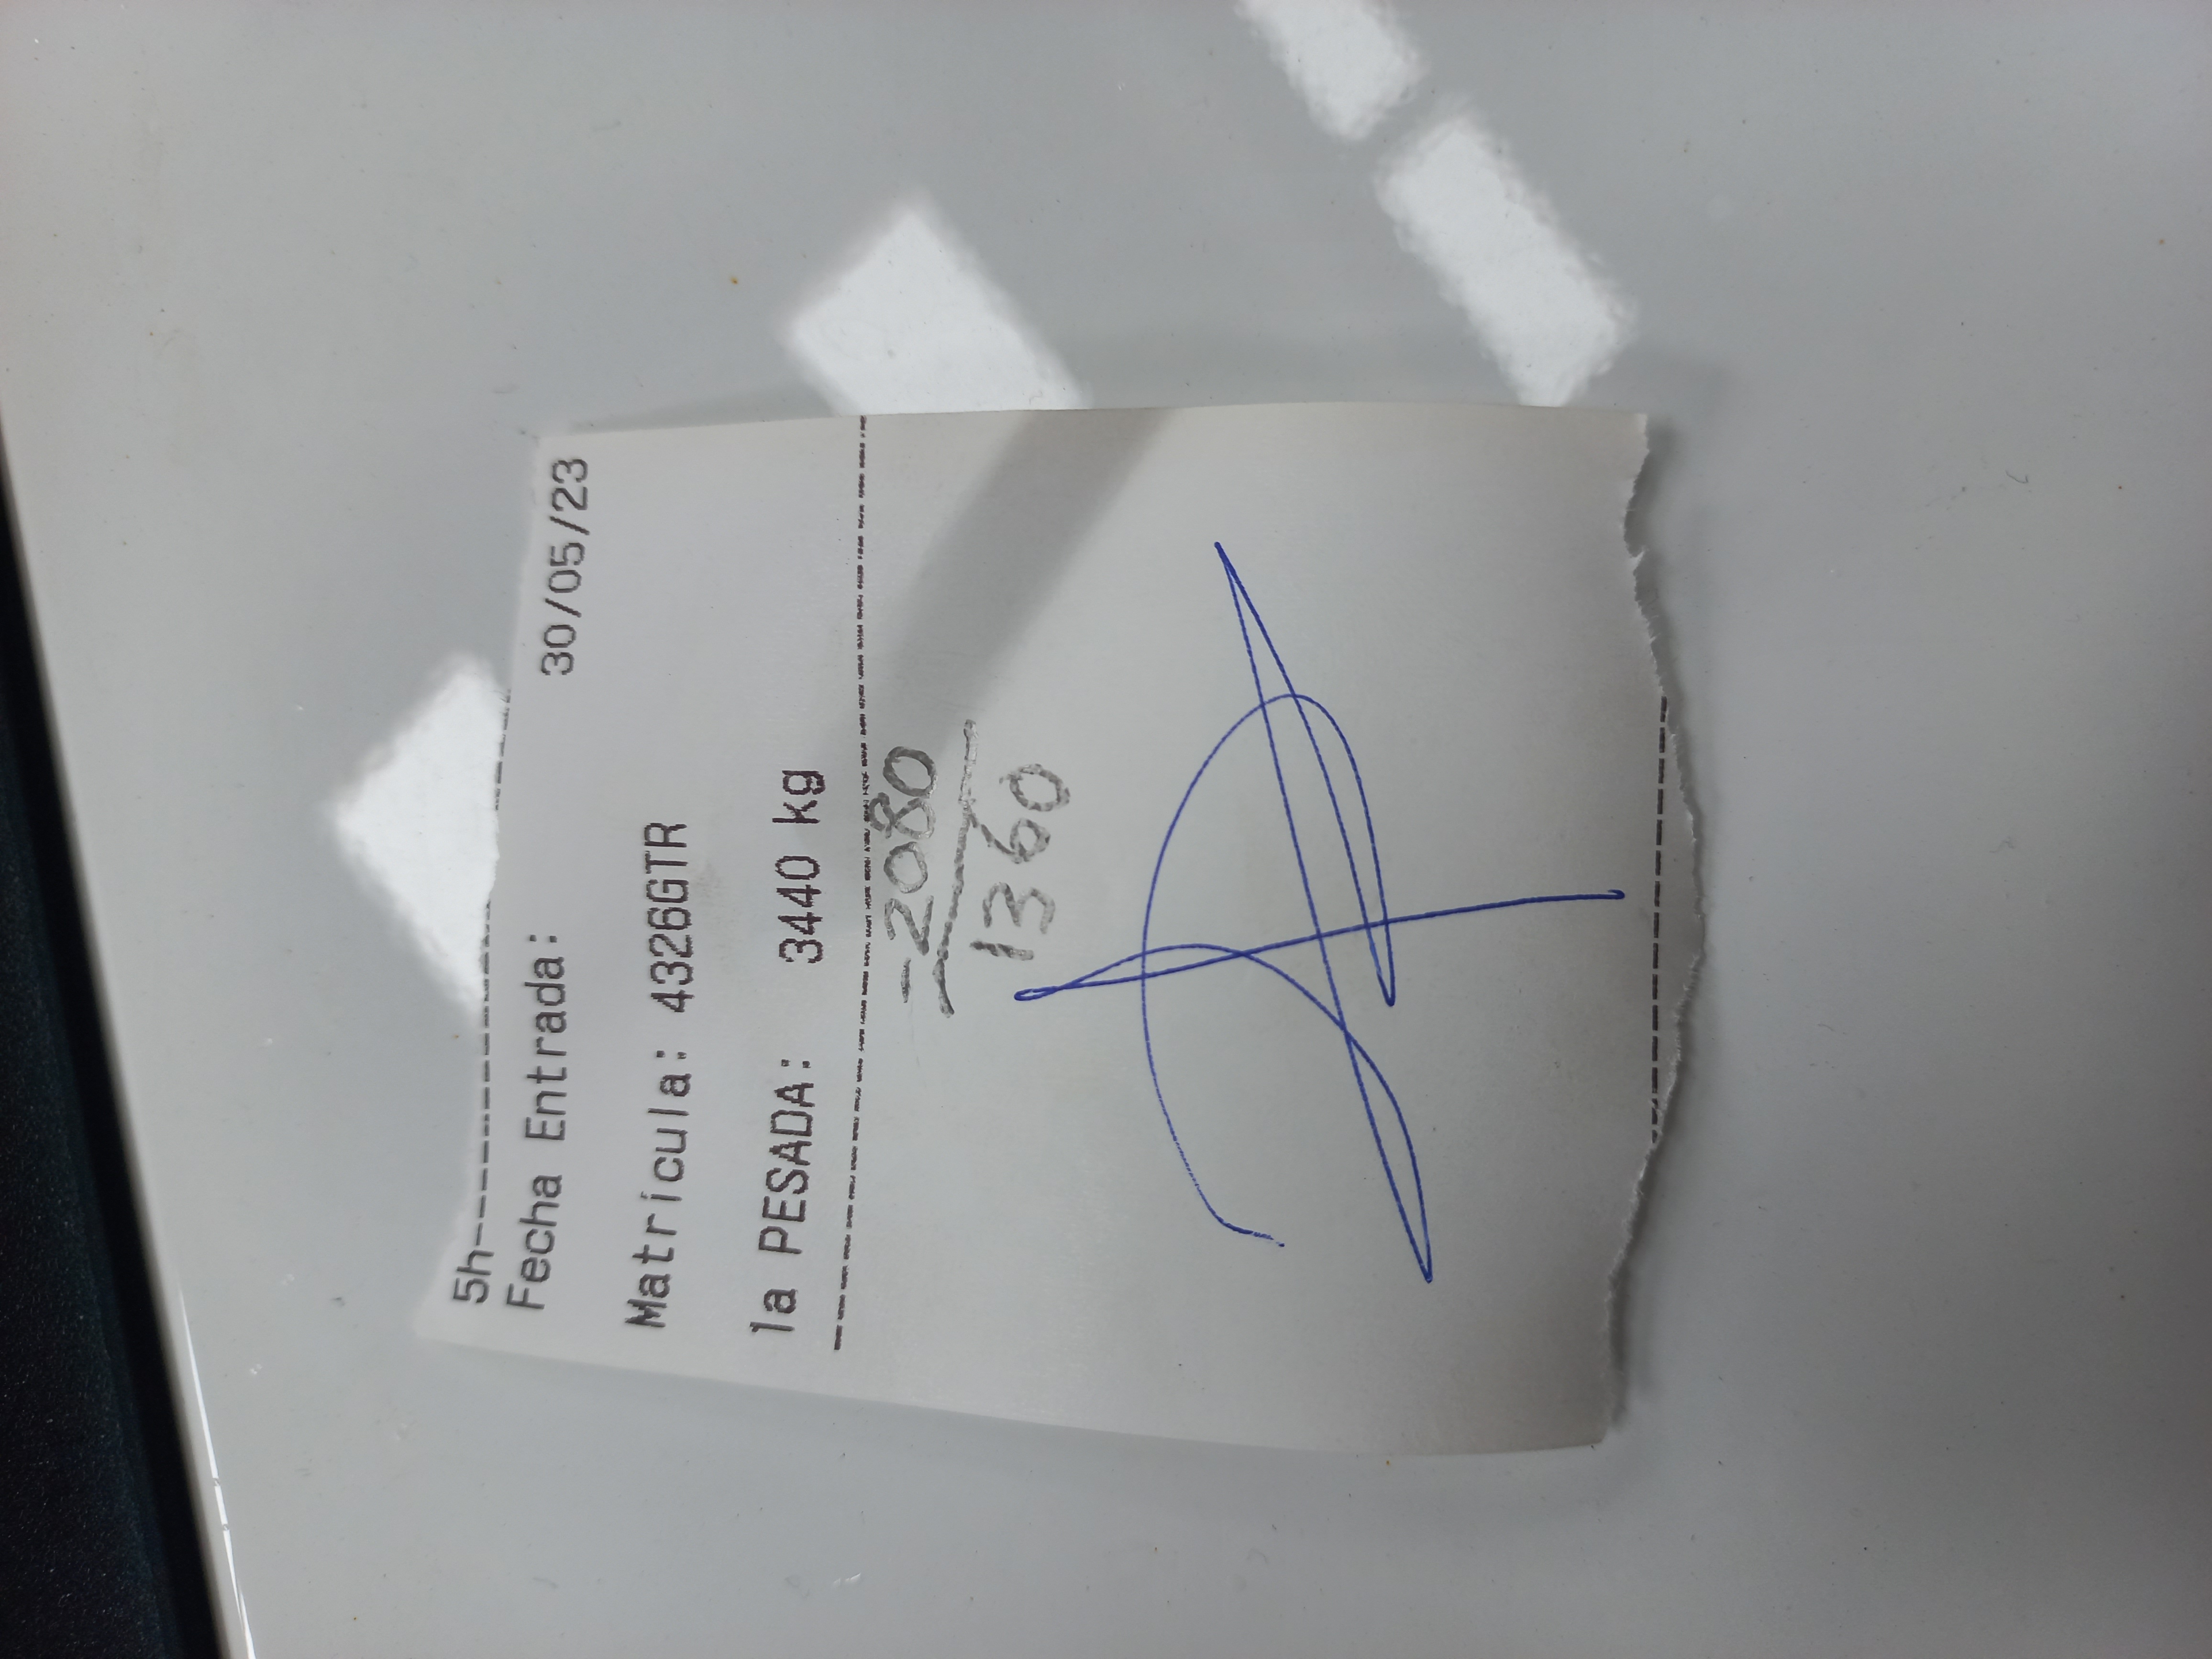 5h--------------------
Fecha Entrada: 30/05/23
Matrícula: 4326GTR
1a PESADA: 3440 kg
-2080
1360